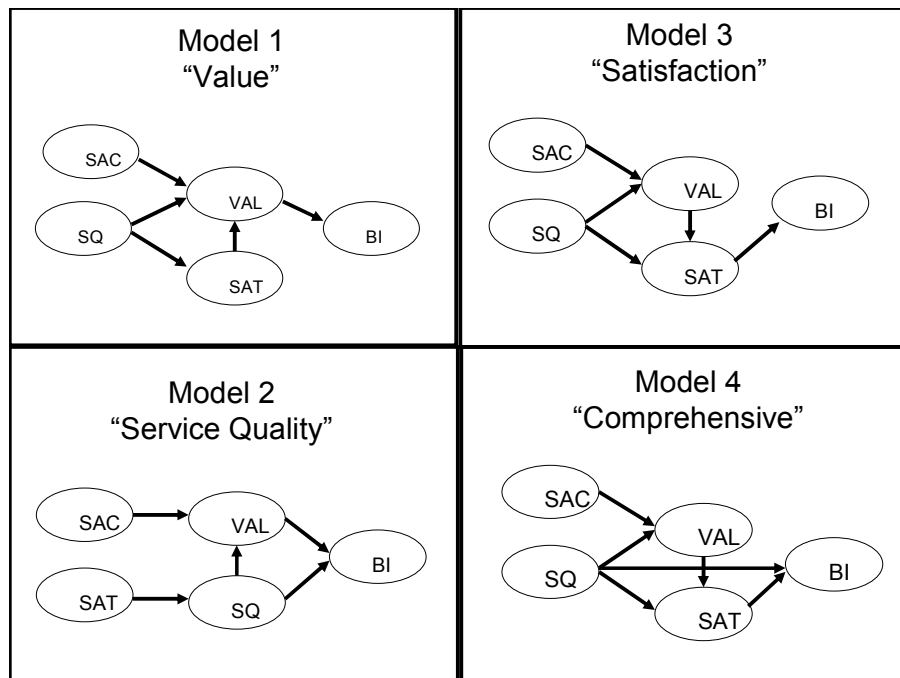 Model 1
“Value”
SAC
VAL
SQ
BI
SAT
Model 3
“Satisfaction”
SAC
VAL
BI
SQ
SAT
Model 2
“Service Quality”
SAC
VAL
BI
SAT
SQ
Model 4
“Comprehensive”
SAC
VAL
SQ
BI
SAT